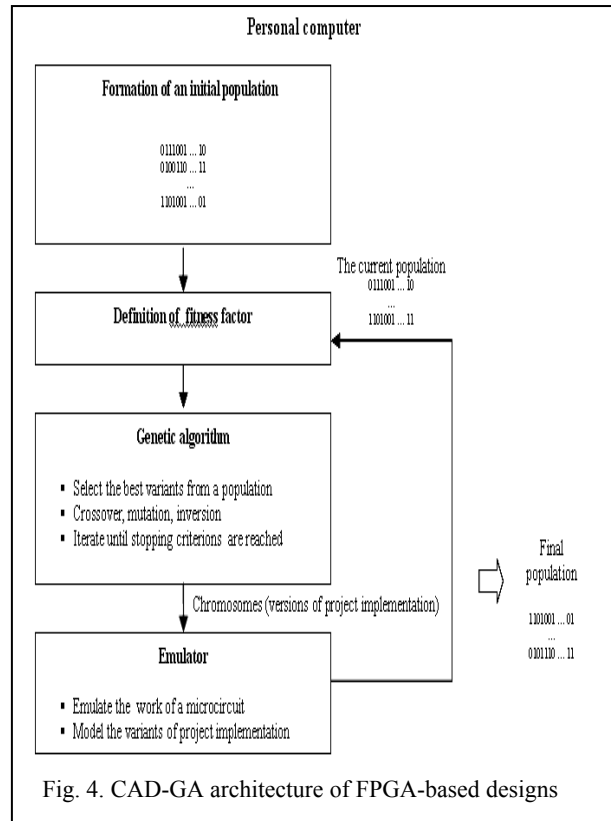 Personal computer
Formation of an initial population
0111001 ... 10
0100110 ... 11
...
1101001 ... 01
The current population
0111001 ... 10
...
1101001 ... 11
Definition of fitness factor
Genetic algorithm
▪ Select the best variants from a population
▪ Crossover, mutation, inversion
▪ Iterate until stopping criterions are reached
Chromosomes (versions of project implementation)
Final
population
1101001 ... 01
...
0101110 ... 11
Emulator
▪ Emulate the work of a microcircuit
▪ Model the variants of project implementation
Fig. 4. CAD-GA architecture of FPGA-based designs